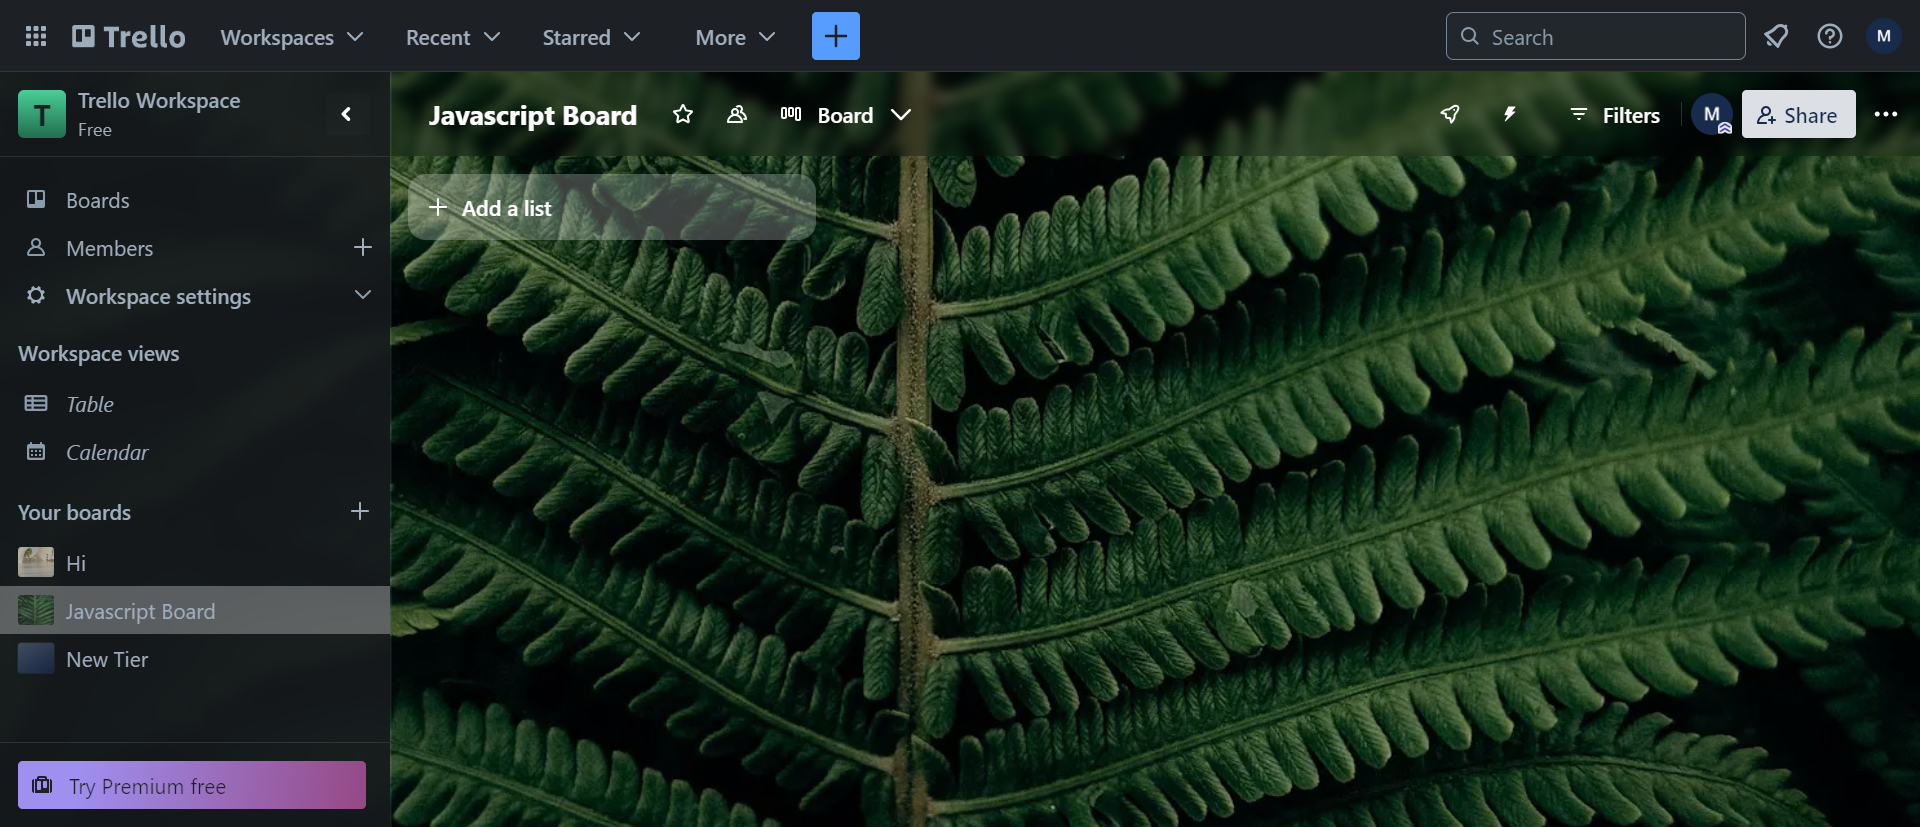 Trello
Workspaces
Recent
Starred
More
Search
M
T
Trello Workspace
Free
Javascript Board
Board
Filters
M
Share
Boards
Members
Workspace settings
Workspace views
Table
Calendar
Your boards
Hi
Javascript Board
New Tier
Try Premium free
Add a list